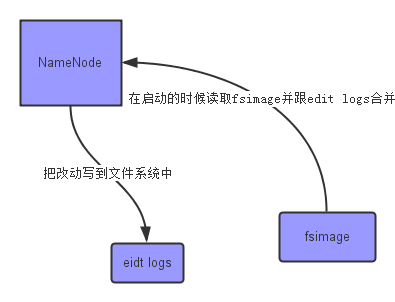 NameNode
在启动的时候读取fsimage并跟edit logs合并
把改动写到文件系统中
fsimage
eidt logs